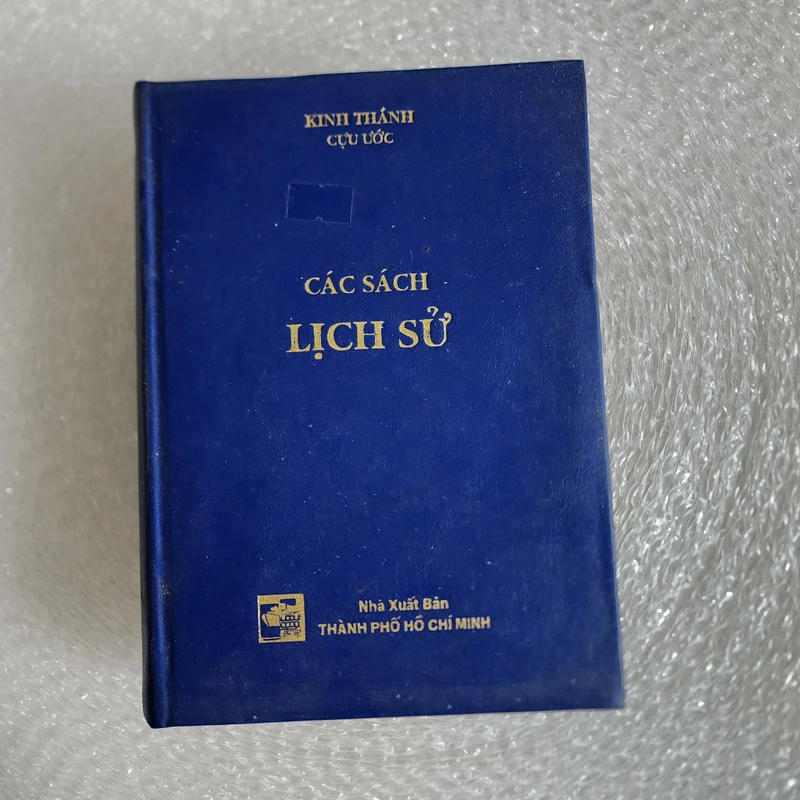 KINH THÁNH
CỰU ƯỚC
CÁC SÁCH
LỊCH SỬ
Nhà Xuất Bản
THÀNH PHỐ HỒ CHÍ MINH